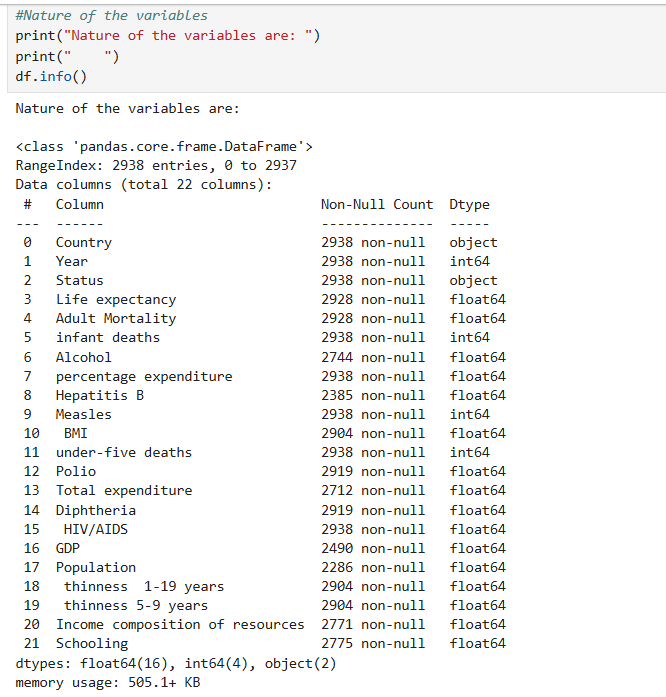 #Nature of the variables
print("Nature of the variables are: ")
print("    ")
df.info()
Nature of the variables are:
<class 'pandas.core.frame.DataFrame'>
RangeIndex: 2938 entries, 0 to 2937
Data columns (total 22 columns):
 #   Column                           Non-Null Count  Dtype
---  ------                           --------------  -----
 0   Country                          2938 non-null   object
 1   Year                             2938 non-null   int64
 2   Status                           2938 non-null   object
 3   Life expectancy                  2928 non-null   float64
 4   Adult Mortality                  2928 non-null   float64
 5   infant deaths                    2938 non-null   int64
 6   Alcohol                          2744 non-null   float64
 7   percentage expenditure           2938 non-null   float64
 8   Hepatitis B                      2385 non-null   float64
 9   Measles                          2938 non-null   int64
 10   BMI                             2904 non-null   float64
 11  under-five deaths                2938 non-null   int64
 12  Polio                            2919 non-null   float64
 13  Total expenditure                2712 non-null   float64
 14  Diphtheria                       2919 non-null   float64
 15   HIV/AIDS                        2938 non-null   float64
 16  GDP                              2490 non-null   float64
 17  Population                       2286 non-null   float64
 18   thinness  1-19 years            2904 non-null   float64
 19   thinness 5-9 years              2904 non-null   float64
 20  Income composition of resources  2771 non-null   float64
 21  Schooling                        2775 non-null   float64
dtypes: float64(16), int64(4), object(2)
memory usage: 505.1+ KB